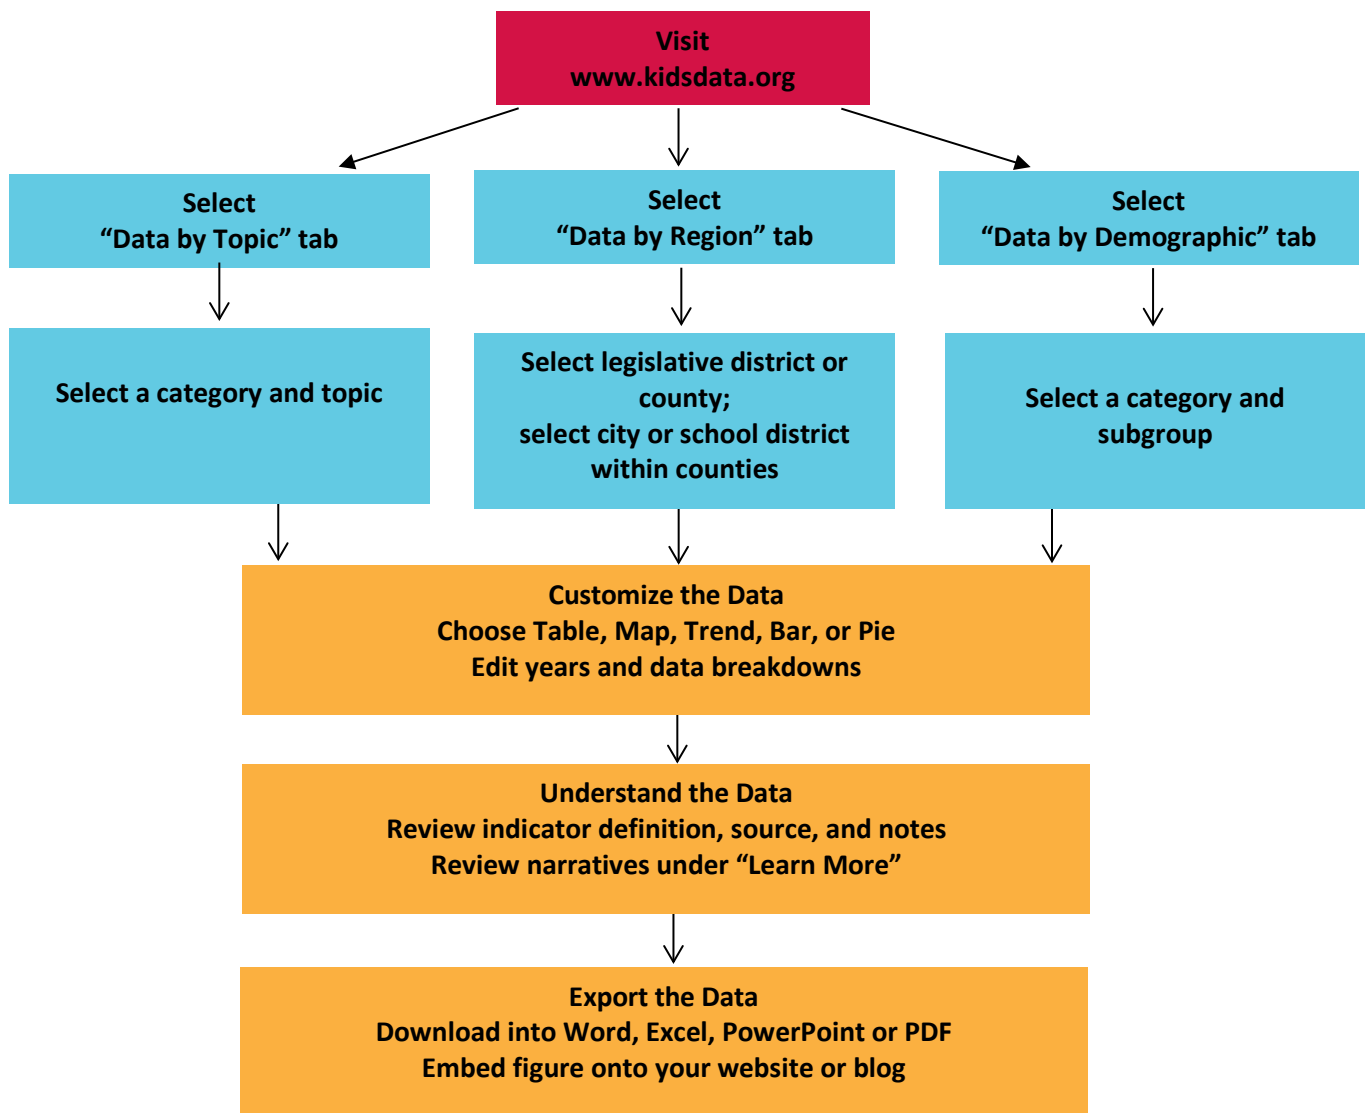 Visit
www.kidsdata.org
Select
“Data by Topic” tab
Select
“Data by Region” tab
Select
“Data by Demographic” tab
Select a category and topic
Select legislative district or
county;
select city or school district
within counties
Select a category and
subgroup
Customize the Data
Choose Table, Map, Trend, Bar, or Pie
Edit years and data breakdowns
Understand the Data
Review indicator definition, source, and notes
Review narratives under “Learn More”
Export the Data
Download into Word, Excel, PowerPoint or PDF
Embed figure onto your website or blog